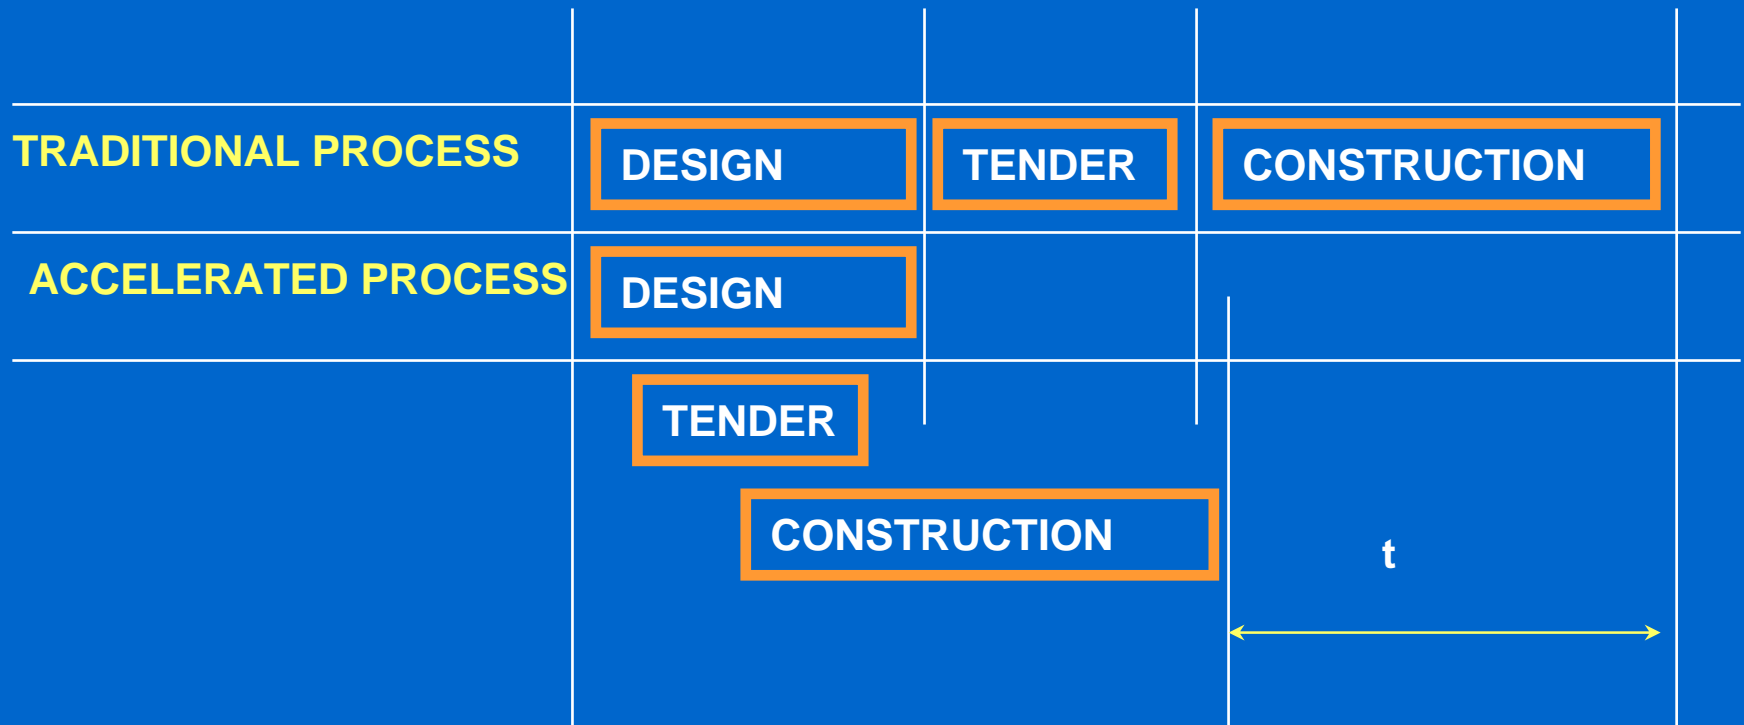 TRADITIONAL PROCESS
DESIGN
TENDER
CONSTRUCTION
ACCELERATED PROCESS
DESIGN
TENDER
CONSTRUCTION
t